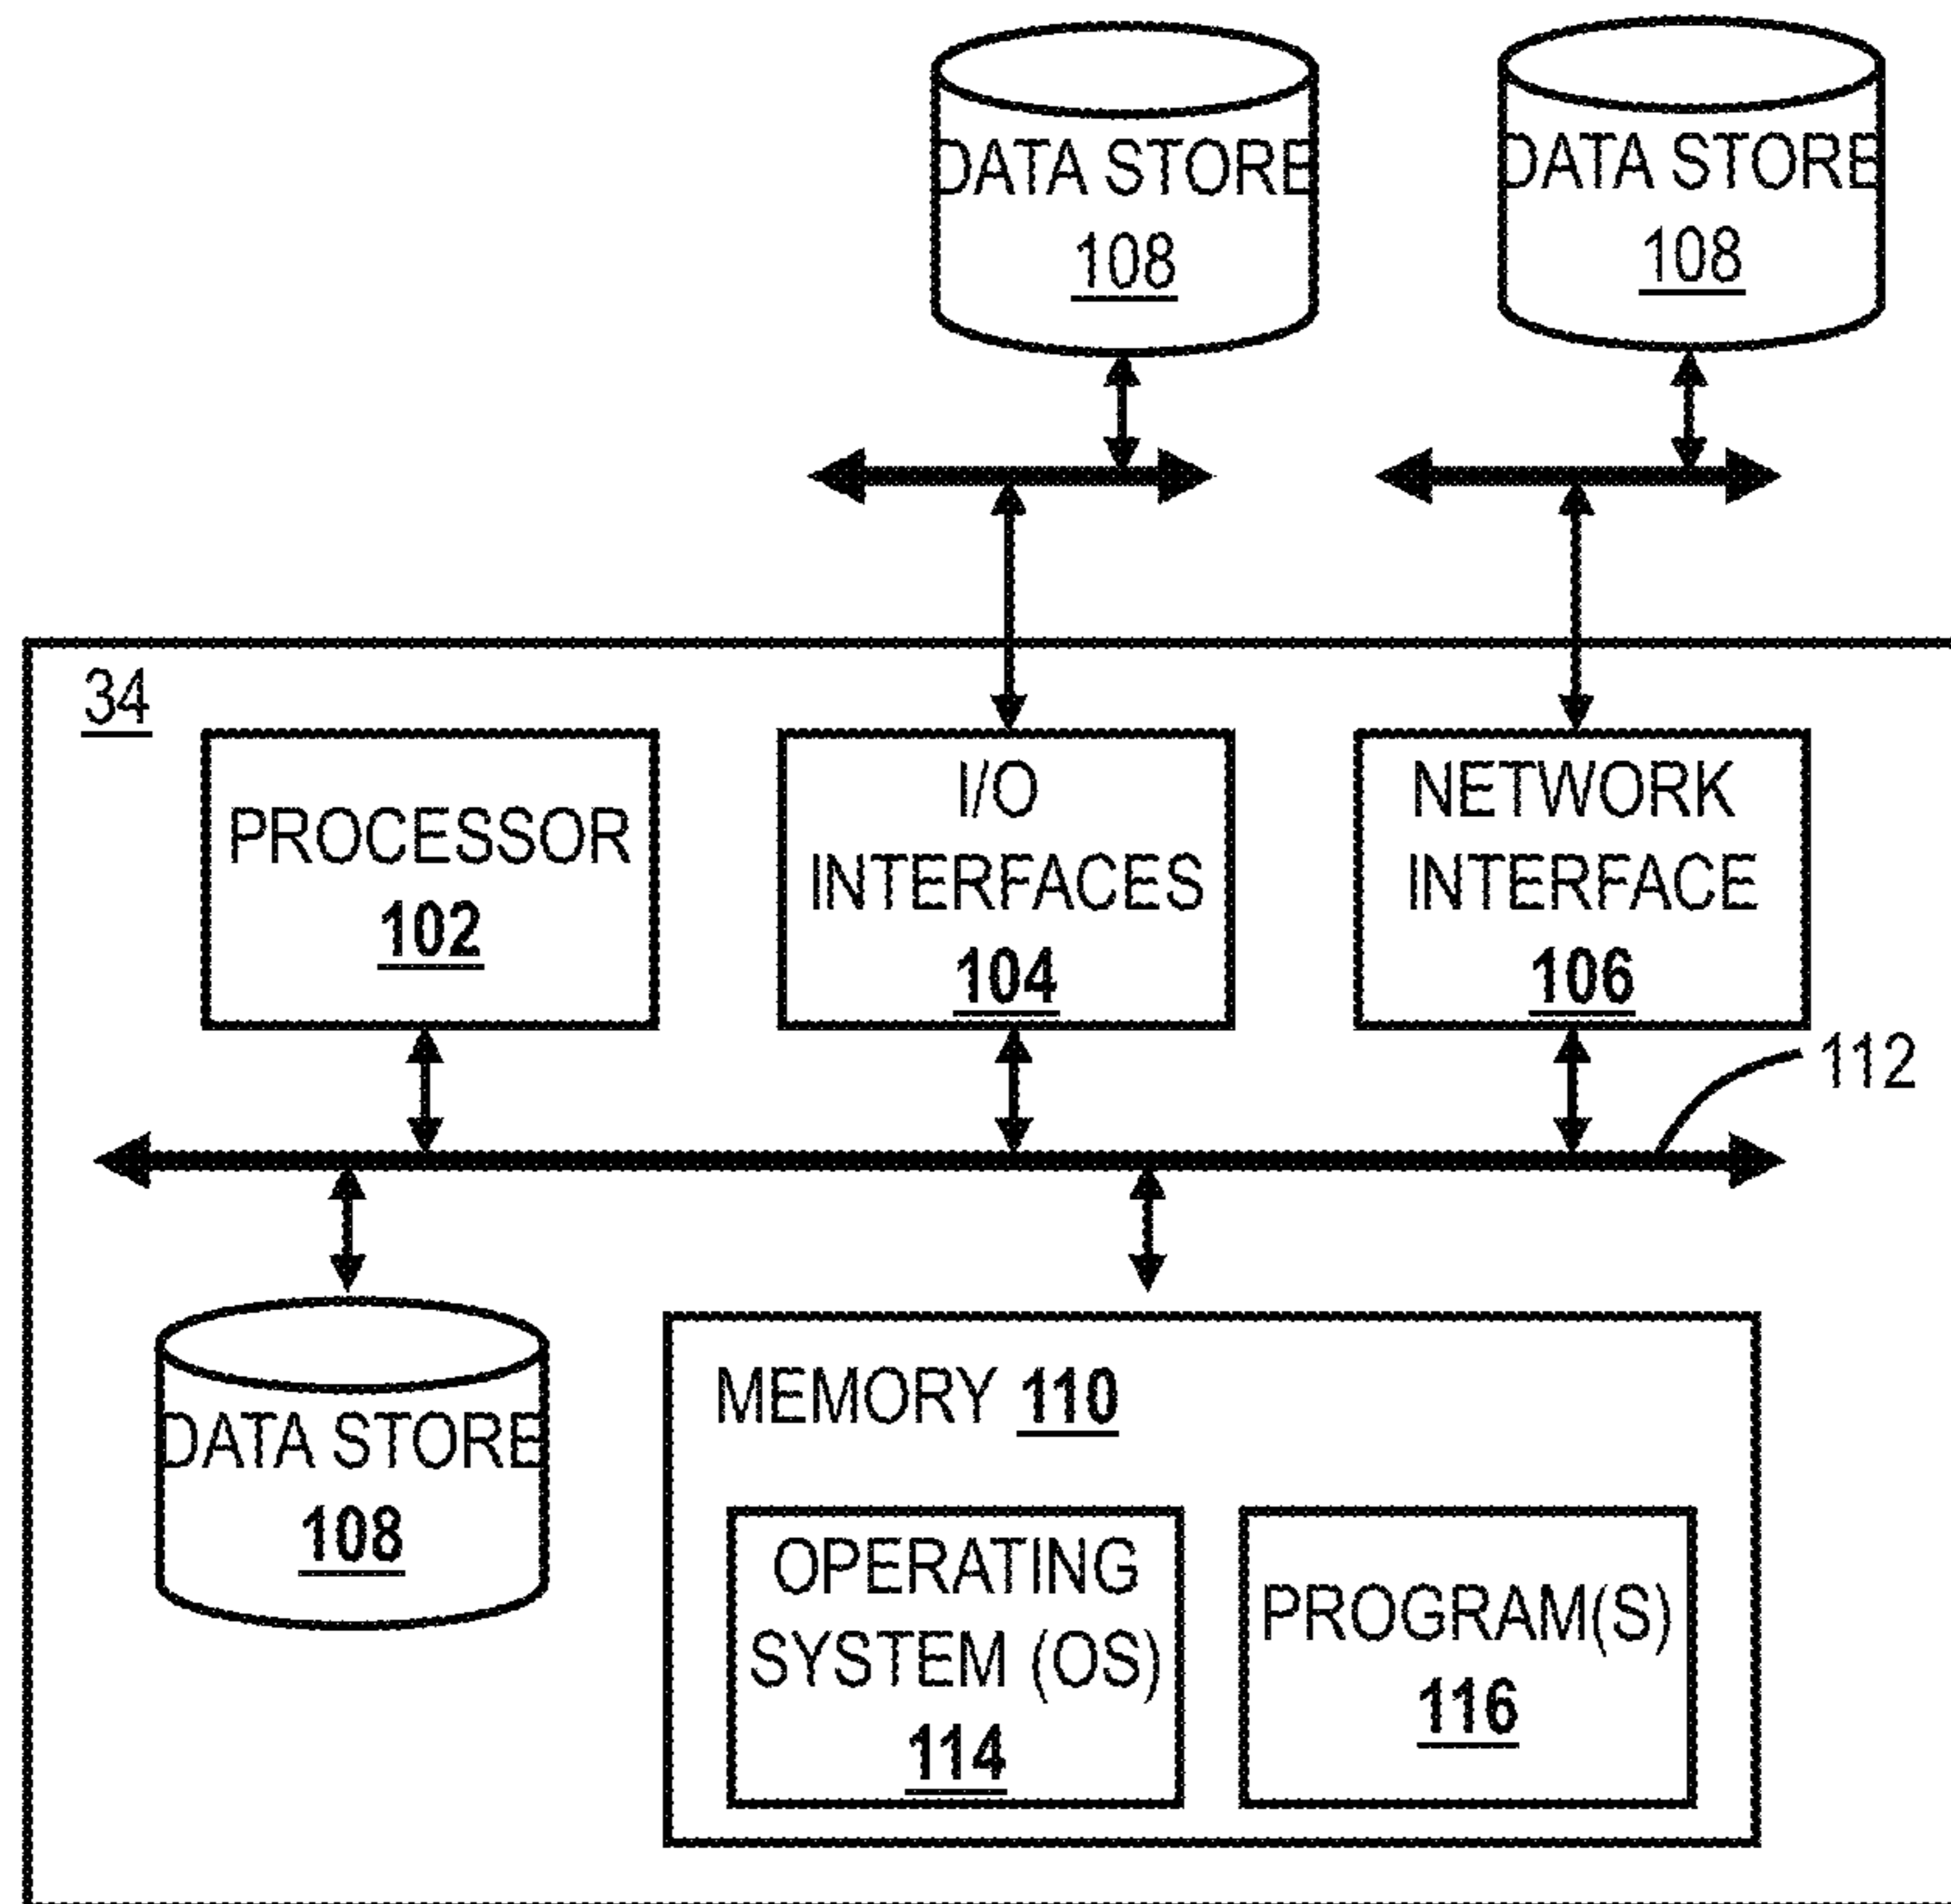 DATA STORE
108
DATA STORE
108
34
PROCESSOR
102
I/O
INTERFACES
104
NETWORK
INTERFACE
106
112
DATA STORE
108
MEMORY 110
OPERATING
SYSTEM (OS)
114
PROGRAM(S)
116